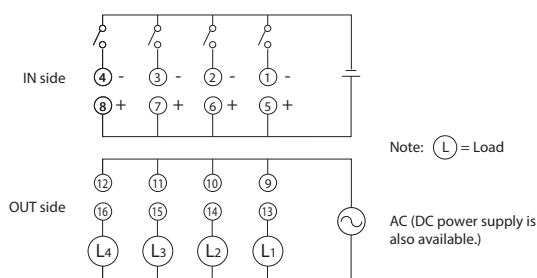 IN side
4 - 3 - 2 - 1 -
8 + 7 + 6 + 5 +
Note: L = Load
12 11 10 9
OUT side
16 15 14 13
AC (DC power supply is
also available.)
L4 L3 L2 L1